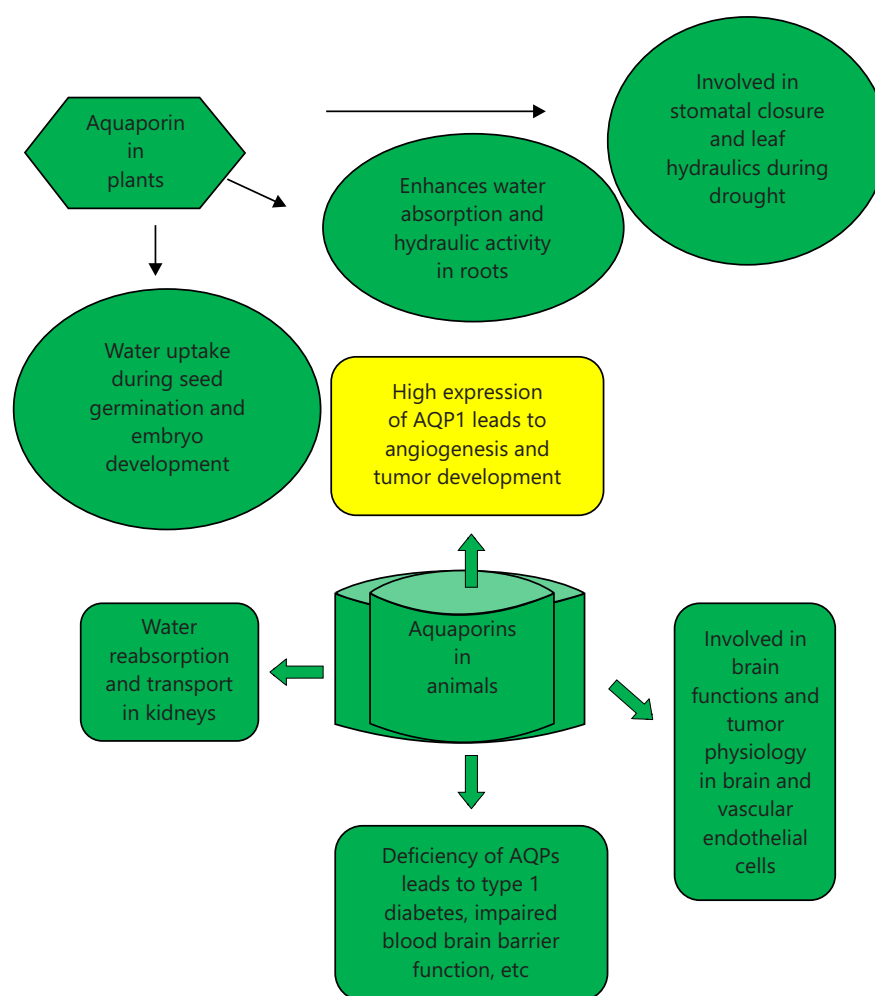 Aquaporin
in
plants
Involved in
stomatal closure
and leaf
hydraulics during
drought
Enhances water
absorption and
hydraulic activity
in roots
Water uptake
during seed
germination and
embryo
development
High expression
of AQP1 leads to
angiogenesis and
tumor development
Water
reabsorption
and transport
in kidneys
Aquaporins
in
animals
Involved in
brain
functions and
tumor
physiology
in brain and
vascular
endothelial
cells
Deficiency of AQPs
leads to type 1
diabetes, impaired
blood brain barrier
function, etc